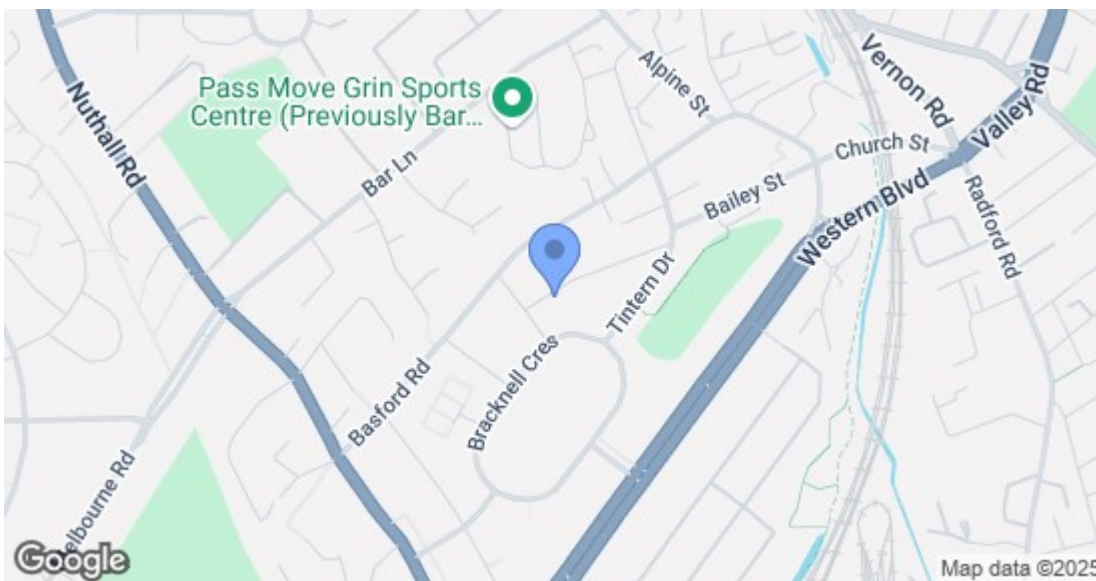 Pass Move Grin Sports
Centre (Previously Bar...
Nuthall Rd
Bar Ln
Alpine St
Vernon Rd
Valley Rd
Church St
Bailey St
Western Blvd
Radford Rd
Tintern Dr
Bracknell Cres
Basford Rd
elbourne Rd
Google
Map data ©2025